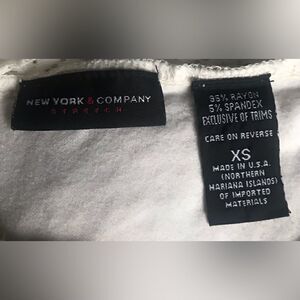 NEW YORK & COMPANY
STRETCH
95% RAYON
5% SPANDEX
EXCLUSIVE OF TRIMS
CARE ON REVERSE
XS
MADE IN U.S.A.
(NORTHERN
MARIANA ISLANDS)
OF IMPORTED
MATERIALS